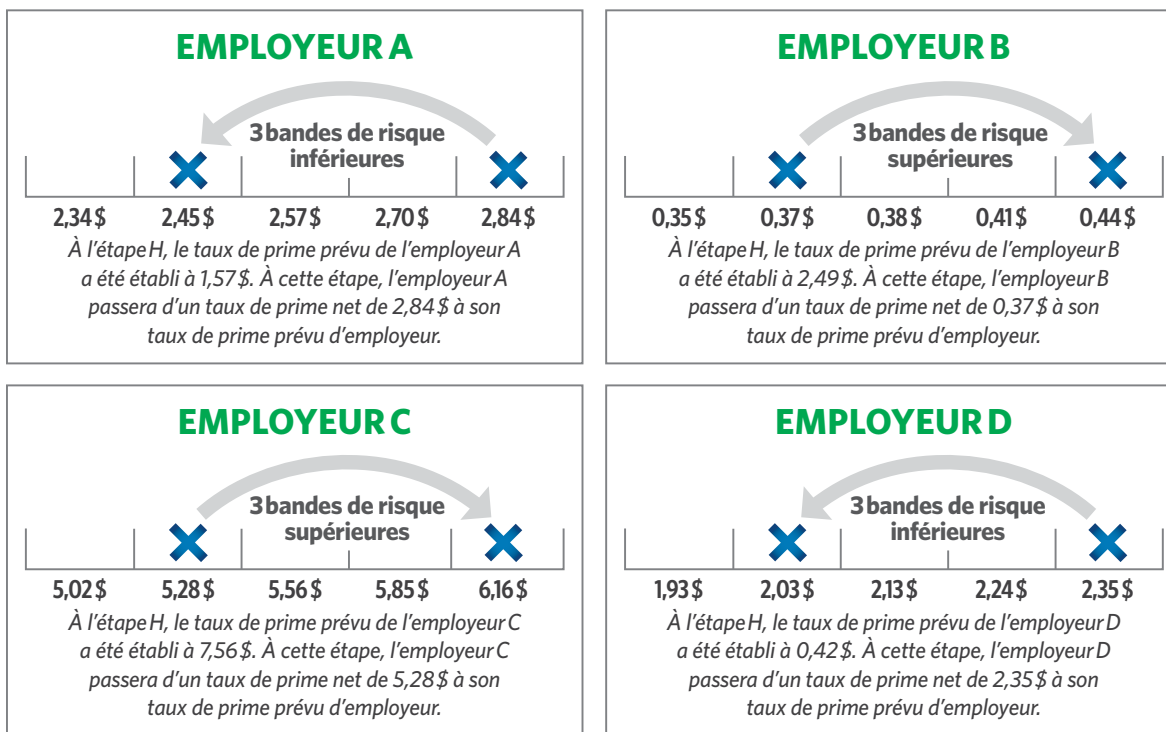 EMPLOYEUR A
3 bandes de risque
inférieures
2,34 $ 2,45 $ 2,57 $ 2,70 $ 2,84 $
À l'étape H, le taux de prime prévu de l'employeur A
a été établi à 1,57 $. À cette étape, l'employeur A
passera d'un taux de prime net de 2,84 $ à son
taux de prime prévu d'employeur.
EMPLOYEUR B
3 bandes de risque
supérieures
0,35 $ 0,37 $ 0,38 $ 0,41 $ 0,44 $
À l'étape H, le taux de prime prévu de l'employeur B
a été établi à 2,49 $. À cette étape, l'employeur B
passera d'un taux de prime net de 0,37 $ à son
taux de prime prévu d'employeur.
EMPLOYEUR C
3 bandes de risque
supérieures
5,02 $ 5,28 $ 5,56 $ 5,85 $ 6,16 $
À l'étape H, le taux de prime prévu de l'employeur C
a été établi à 7,56 $. À cette étape, l'employeur C
passera d'un taux de prime net de 5,28 $ à son
taux de prime prévu d'employeur.
EMPLOYEUR D
3 bandes de risque
inférieures
1,93 $ 2,03 $ 2,13 $ 2,24 $ 2,35 $
À l'étape H, le taux de prime prévu de l'employeur D
a été établi à 0,42 $. À cette étape, l'employeur D
passera d'un taux de prime net de 2,35 $ à son
taux de prime prévu d'employeur.